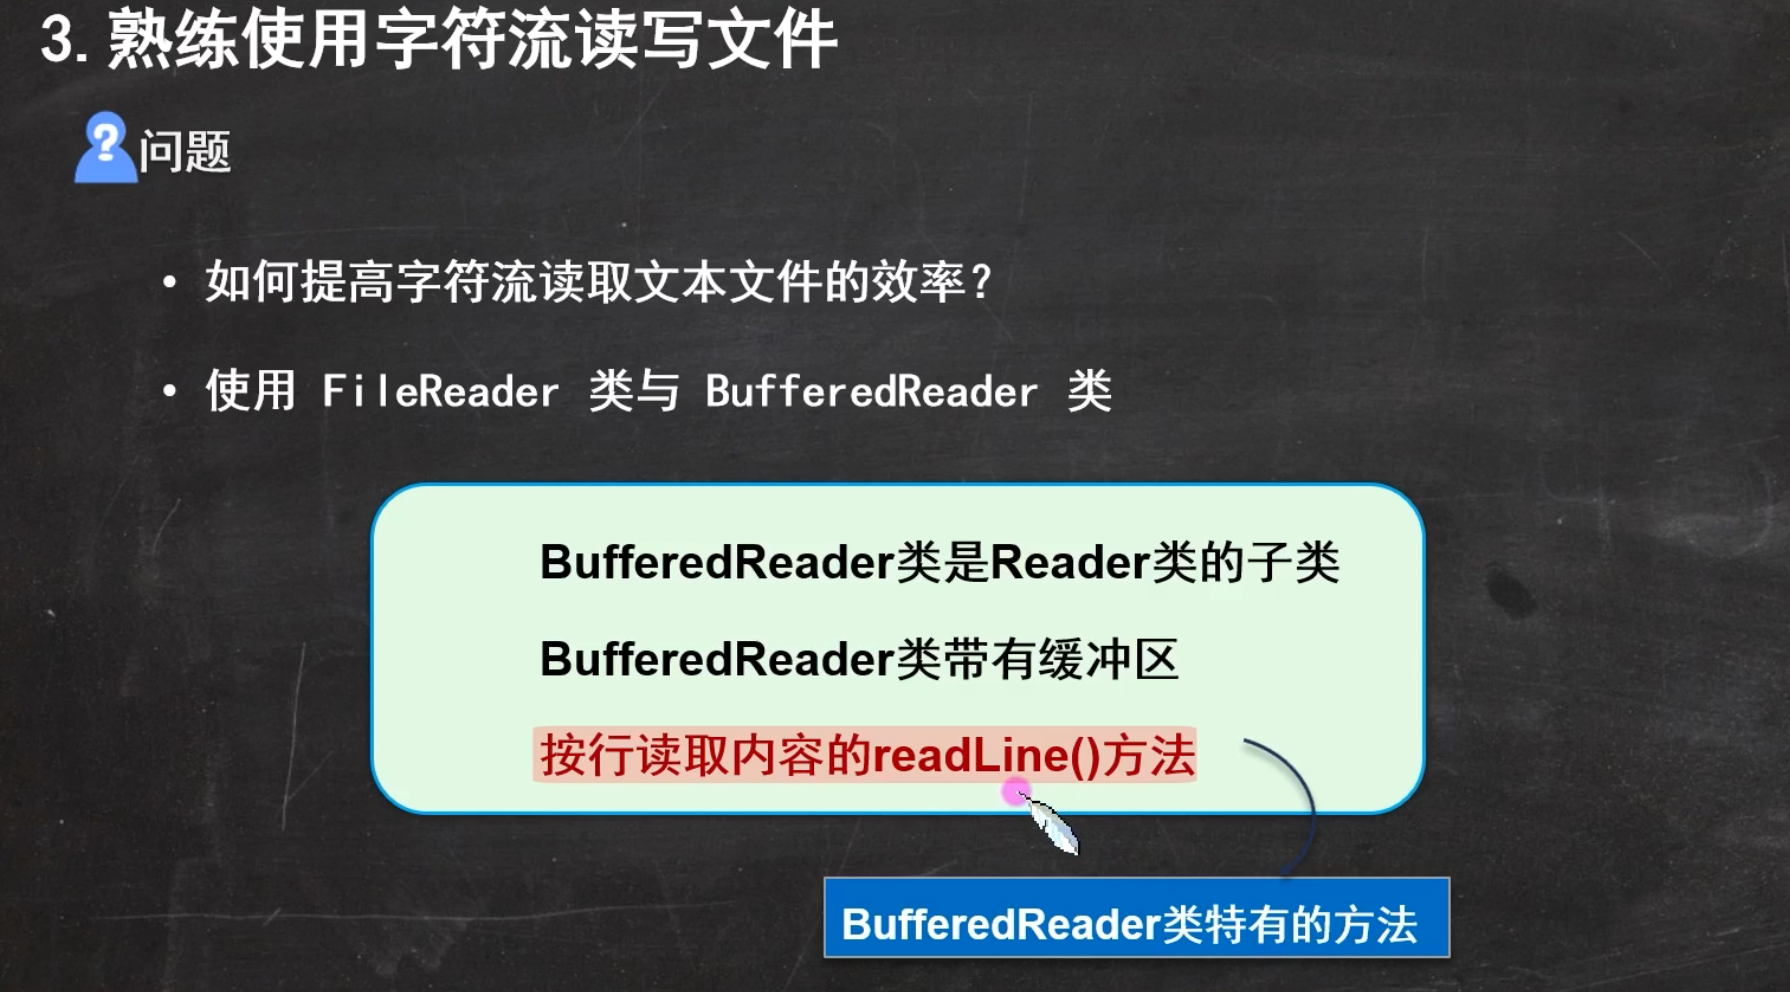 3. 熟练使用字符流读写文件
?
问题
• 如何提高字符流读取文本文件的效率？
• 使用 FileReader 类与 BufferedReader 类
BufferedReader类是Reader类的子类
BufferedReader类带有缓冲区
按行读取内容的readLine()方法
BufferedReader类特有的方法